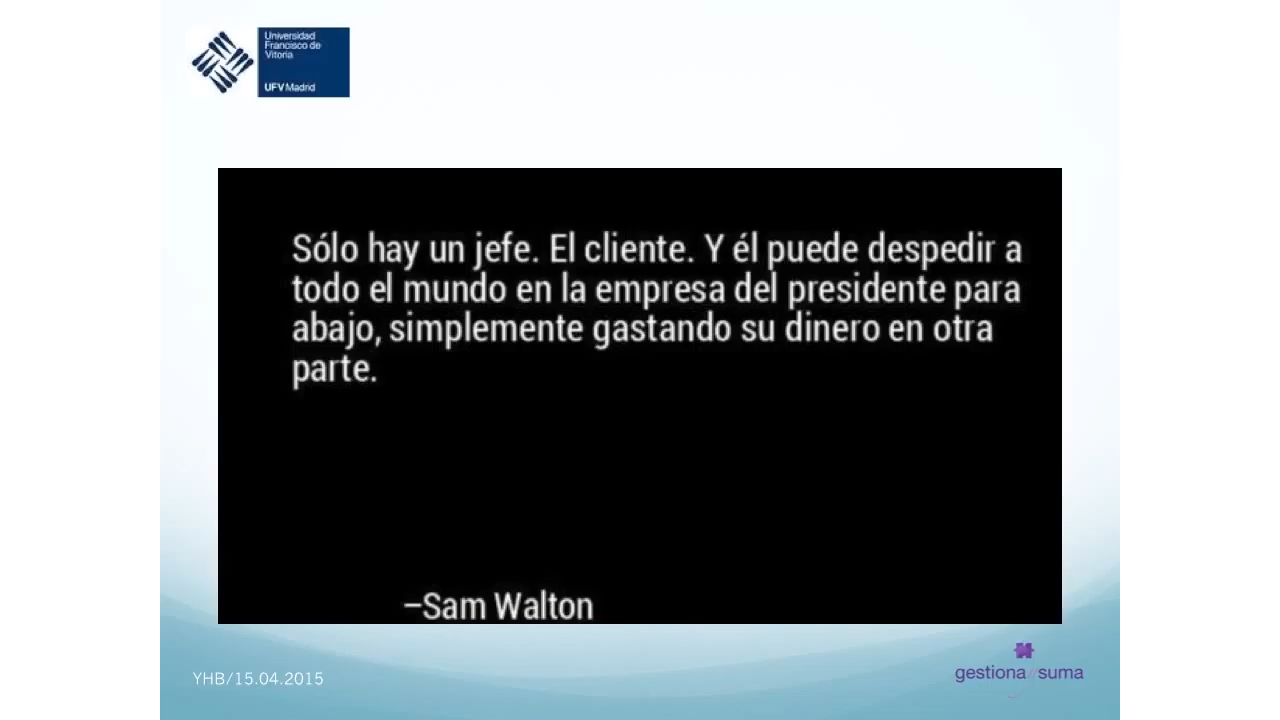 Universidad
Francisco de
Vitoria
UFV Madrid
Sólo hay un jefe. El cliente. Y él puede despedir a
todo el mundo en la empresa del presidente para
abajo, simplemente gastando su dinero en otra
parte.
–Sam Walton
YHB/15.04.2015
gestiona//suma